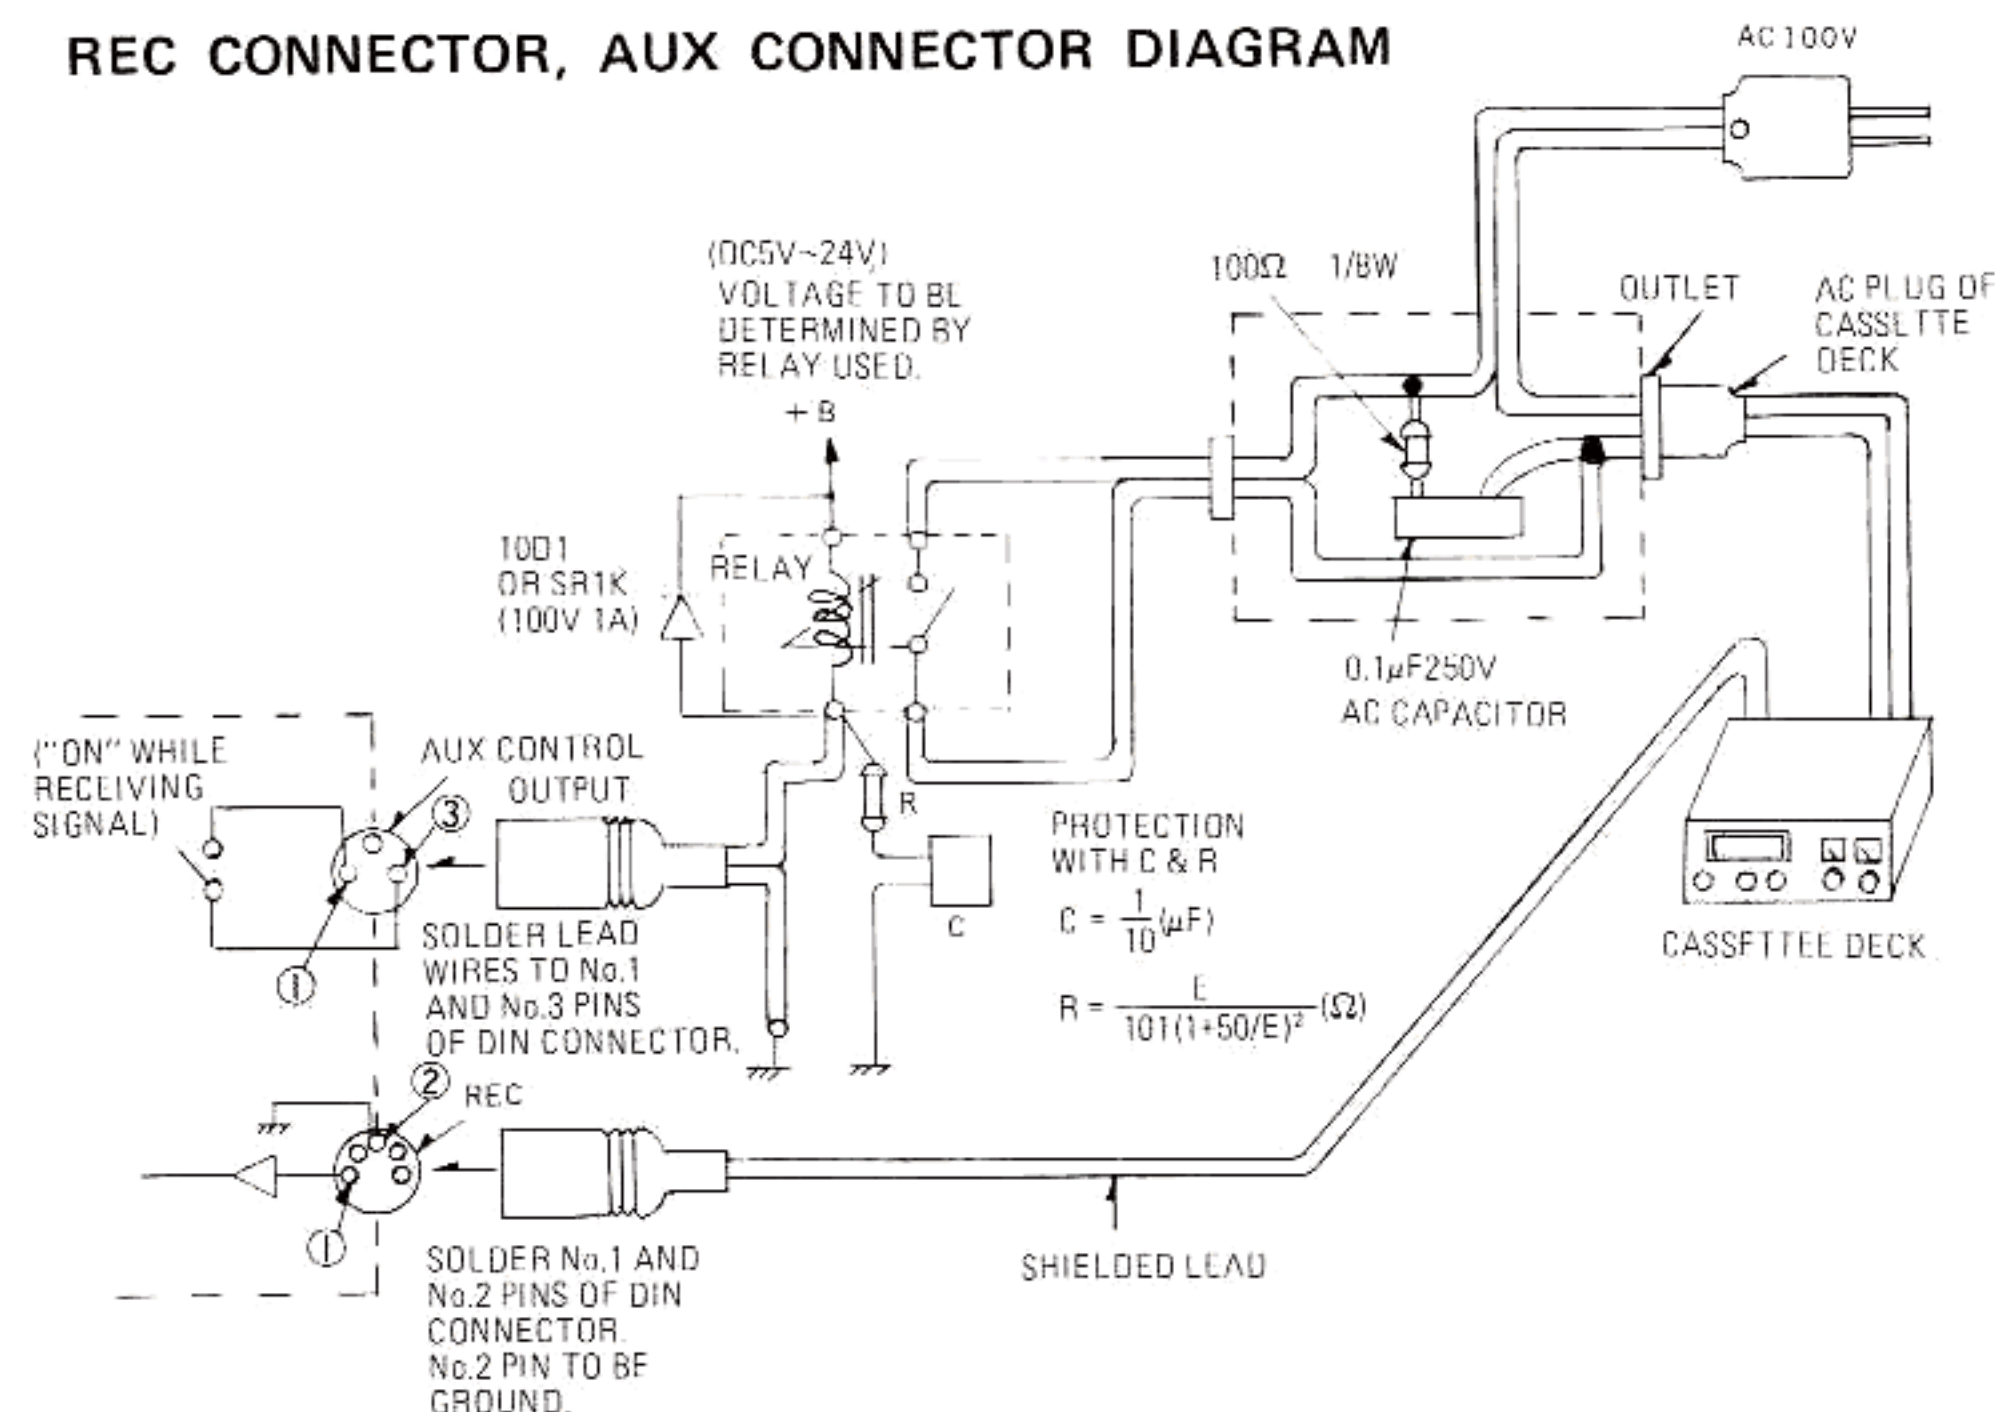 REC CONNECTOR, AUX CONNECTOR DIAGRAM
AC100V
(DC5V~24V)
VOLTAGE TO BE
DETERMINED BY
RELAY USED.
+B
100Ω 1/8W
OUTLET
AC PLUG OF
CASSETTE
DECK
10D1
OR SR1K
(100V 1A)
RELAY
0.1μF250V
AC CAPACITOR
("ON" WHILE
RECEIVING
SIGNAL)
AUX CONTROL
OUTPUT
③
①
R
C
PROTECTION
WITH C & R
C = 1/10 (μF)
R = E/101(1+50/E)² (Ω)
CASSETTEE DECK
SOLDER LEAD
WIRES TO No.1
AND No.3 PINS
OF DIN CONNECTOR.
②
REC
①
SHIELDED LEAD
SOLDER No.1 AND
No.2 PINS OF DIN
CONNECTOR.
No.2 PIN TO BE
GROUND.